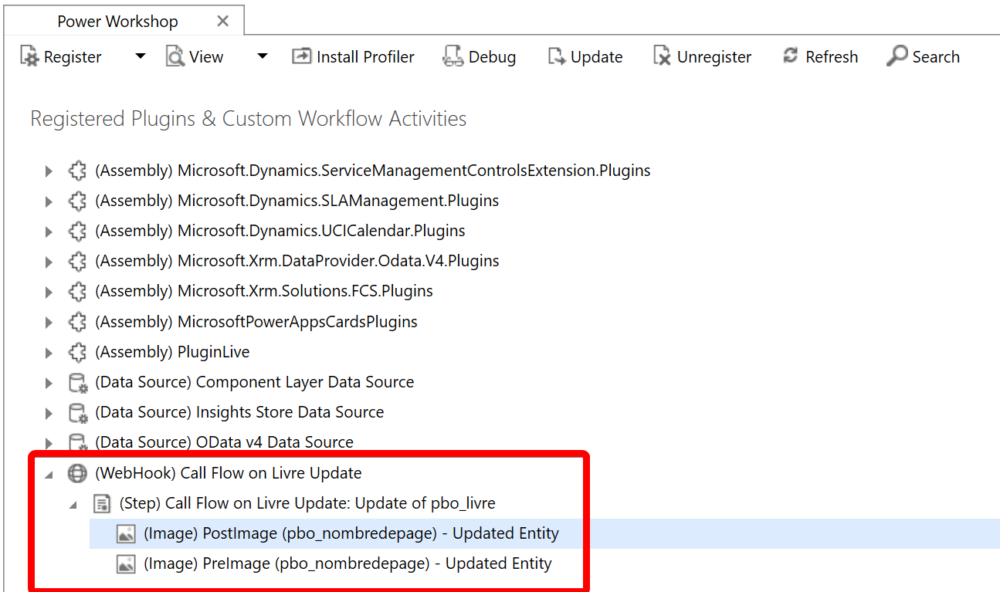 Power Workshop
Register View Install Profiler Debug Update Unregister Refresh Search
Registered Plugins & Custom Workflow Activities
(Assembly) Microsoft.Dynamics.ServiceManagementControlsExtension.Plugins
(Assembly) Microsoft.Dynamics.SLAManagement.Plugins
(Assembly) Microsoft.Dynamics.UCICalendar.Plugins
(Assembly) Microsoft.Xrm.DataProvider.Odata.V4.Plugins
(Assembly) Microsoft.Xrm.Solutions.FCS.Plugins
(Assembly) MicrosoftPowerAppsCardsPlugins
(Assembly) PluginLive
(Data Source) Component Layer Data Source
(Data Source) Insights Store Data Source
(Data Source) OData v4 Data Source
(WebHook) Call Flow on Livre Update
(Step) Call Flow on Livre Update: Update of pbo_livre
(Image) PostImage (pbo_nombredepage) - Updated Entity
(Image) PreImage (pbo_nombredepage) - Updated Entity